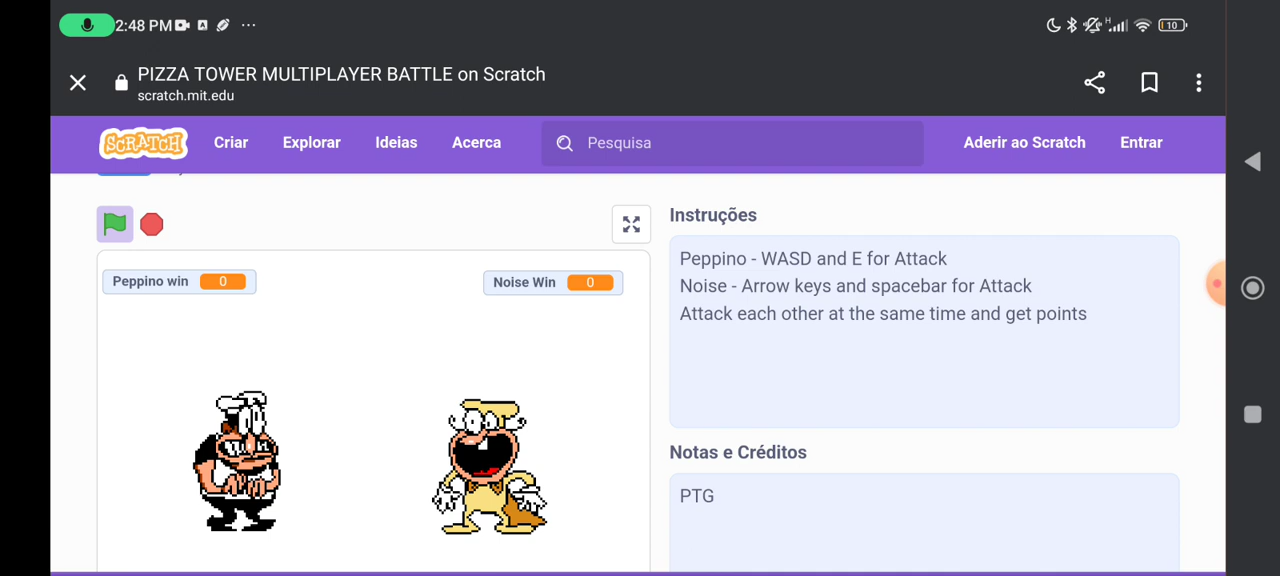 2:48 PM
H
10
PIZZA TOWER MULTIPLAYER BATTLE on Scratch
scratch.mit.edu
SCRATCH Criar Explorar Ideias Acerca Pesquisa Aderir ao Scratch Entrar
Peppino win 0
Noise Win 0
Instruções
Peppino - WASD and E for Attack
Noise - Arrow keys and spacebar for Attack
Attack each other at the same time and get points
Notas e Créditos
PTG